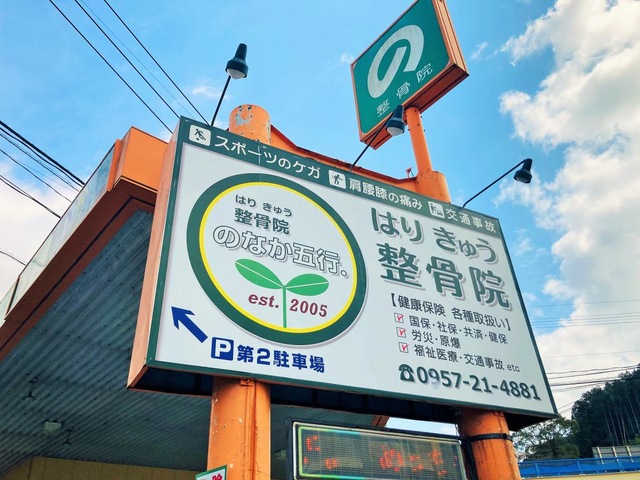 の
整骨院
スポーツのケガ 肩腰膝の痛み 交通事故
はり きゅう
整骨院
のなか五行.
est. 2005
P 第2駐車場
はり きゅう
整骨院
【健康保険 各種取扱い】
国保・社保・共済・健保
労災・原爆
福祉医療・交通事故 etc
☎0957-21-4881